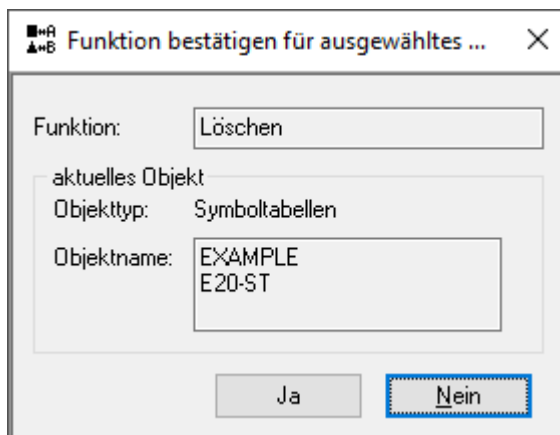 Funktion bestätigen für ausgewähltes ...
Funktion: Löschen
aktuelles Objekt
Objekttyp: Symboltabellen
Objektname: EXAMPLE
E20-ST
Ja
Nein